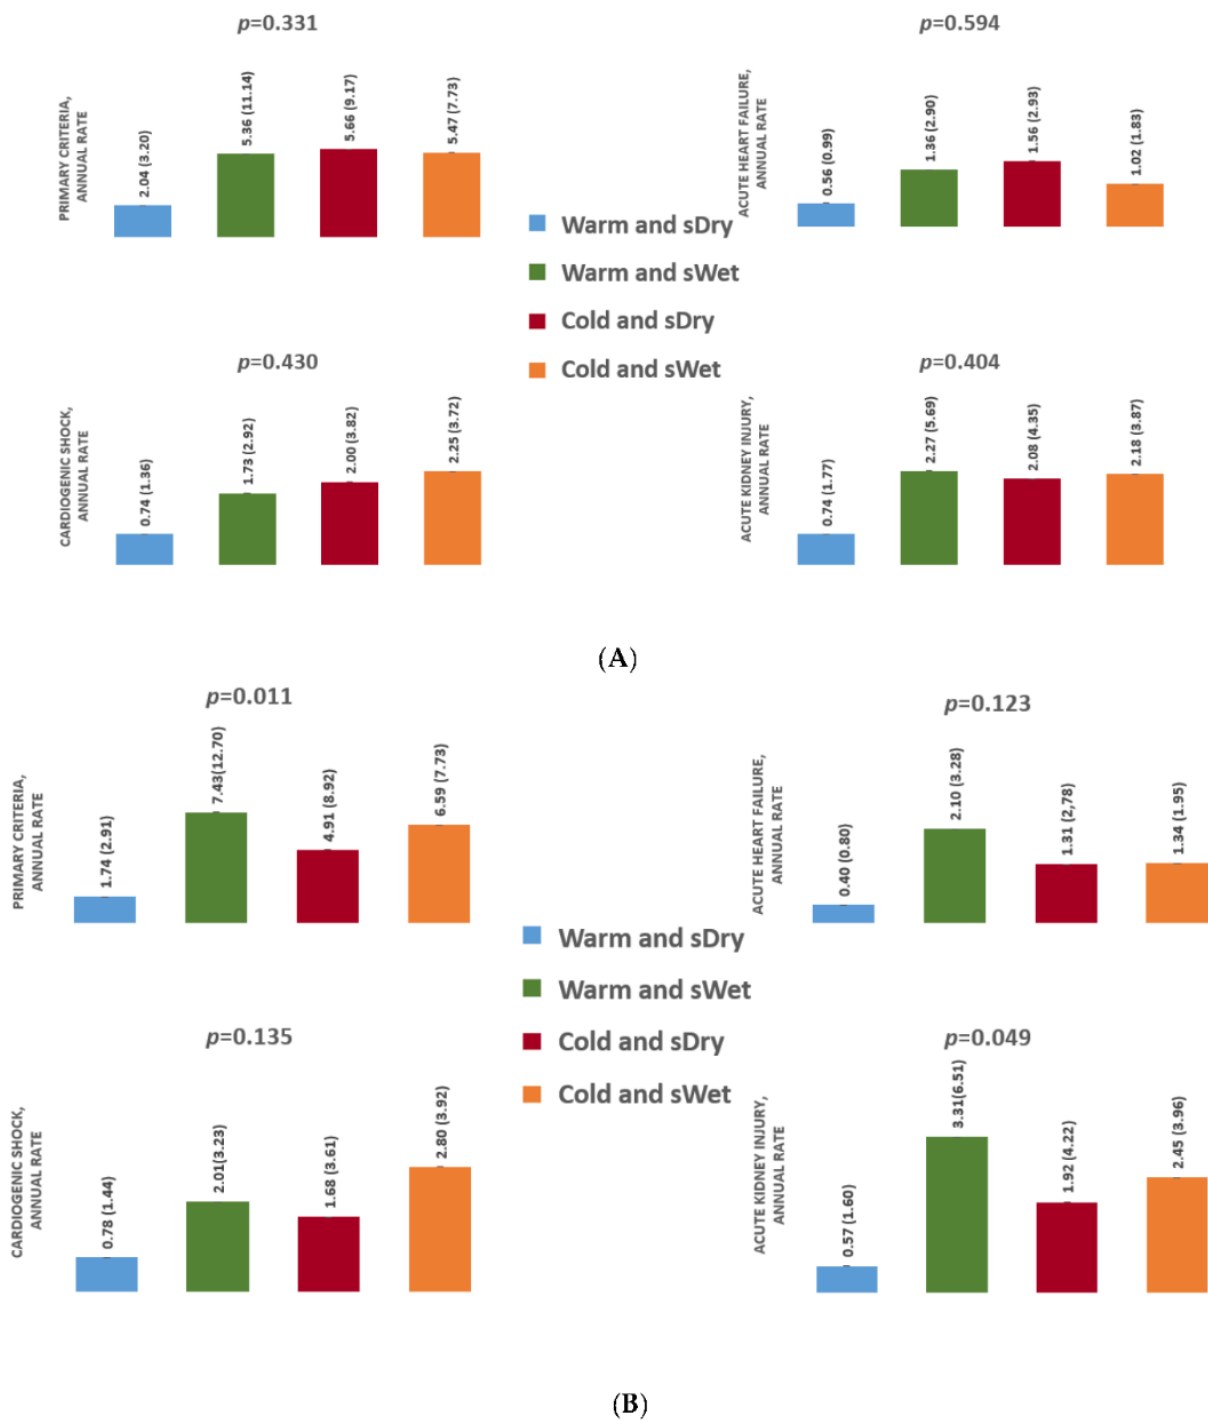 p=0.331
PRIMARY CRITERIA,
ANNUAL RATE
2.04 (3.20)
5.36 (11.14)
5.66 (9.17)
5.47 (7.73)
p=0.594
ACUTE HEART FAILURE,
ANNUAL RATE
0.56 (0.99)
1.36 (2.90)
1.56 (2.93)
1.02 (1.83)
Warm and sDry
Warm and sWet
Cold and sDry
Cold and sWet
p=0.430
CARDIOGENIC SHOCK,
ANNUAL RATE
0.74 (1.36)
1.73 (2.92)
2.00 (3.82)
2.25 (3.72)
p=0.404
ACUTE KIDNEY INJURY,
ANNUAL RATE
0.74 (1.77)
2.27 (5.69)
2.08 (4.35)
2.18 (3.87)
(A)
p=0.011
PRIMARY CRITERIA,
ANNUAL RATE
1.74 (2.91)
7.43(12.70)
4.91 (8.92)
6.59 (7.73)
p=0.123
ACUTE HEART FAILURE,
ANNUAL RATE
0.40 (0.80)
2.10 (3.28)
1.31 (2,78)
1.34 (1.95)
Warm and sDry
Warm and sWet
Cold and sDry
Cold and sWet
p=0.135
CARDIOGENIC SHOCK,
ANNUAL RATE
0.78 (1.44)
2.01(3.23)
1.68 (3.61)
2.80 (3.92)
p=0.049
ACUTE KIDNEY INJURY,
ANNUAL RATE
0.57 (1.60)
3.31(6.51)
1.92 (4.22)
2.45 (3.96)
(B)